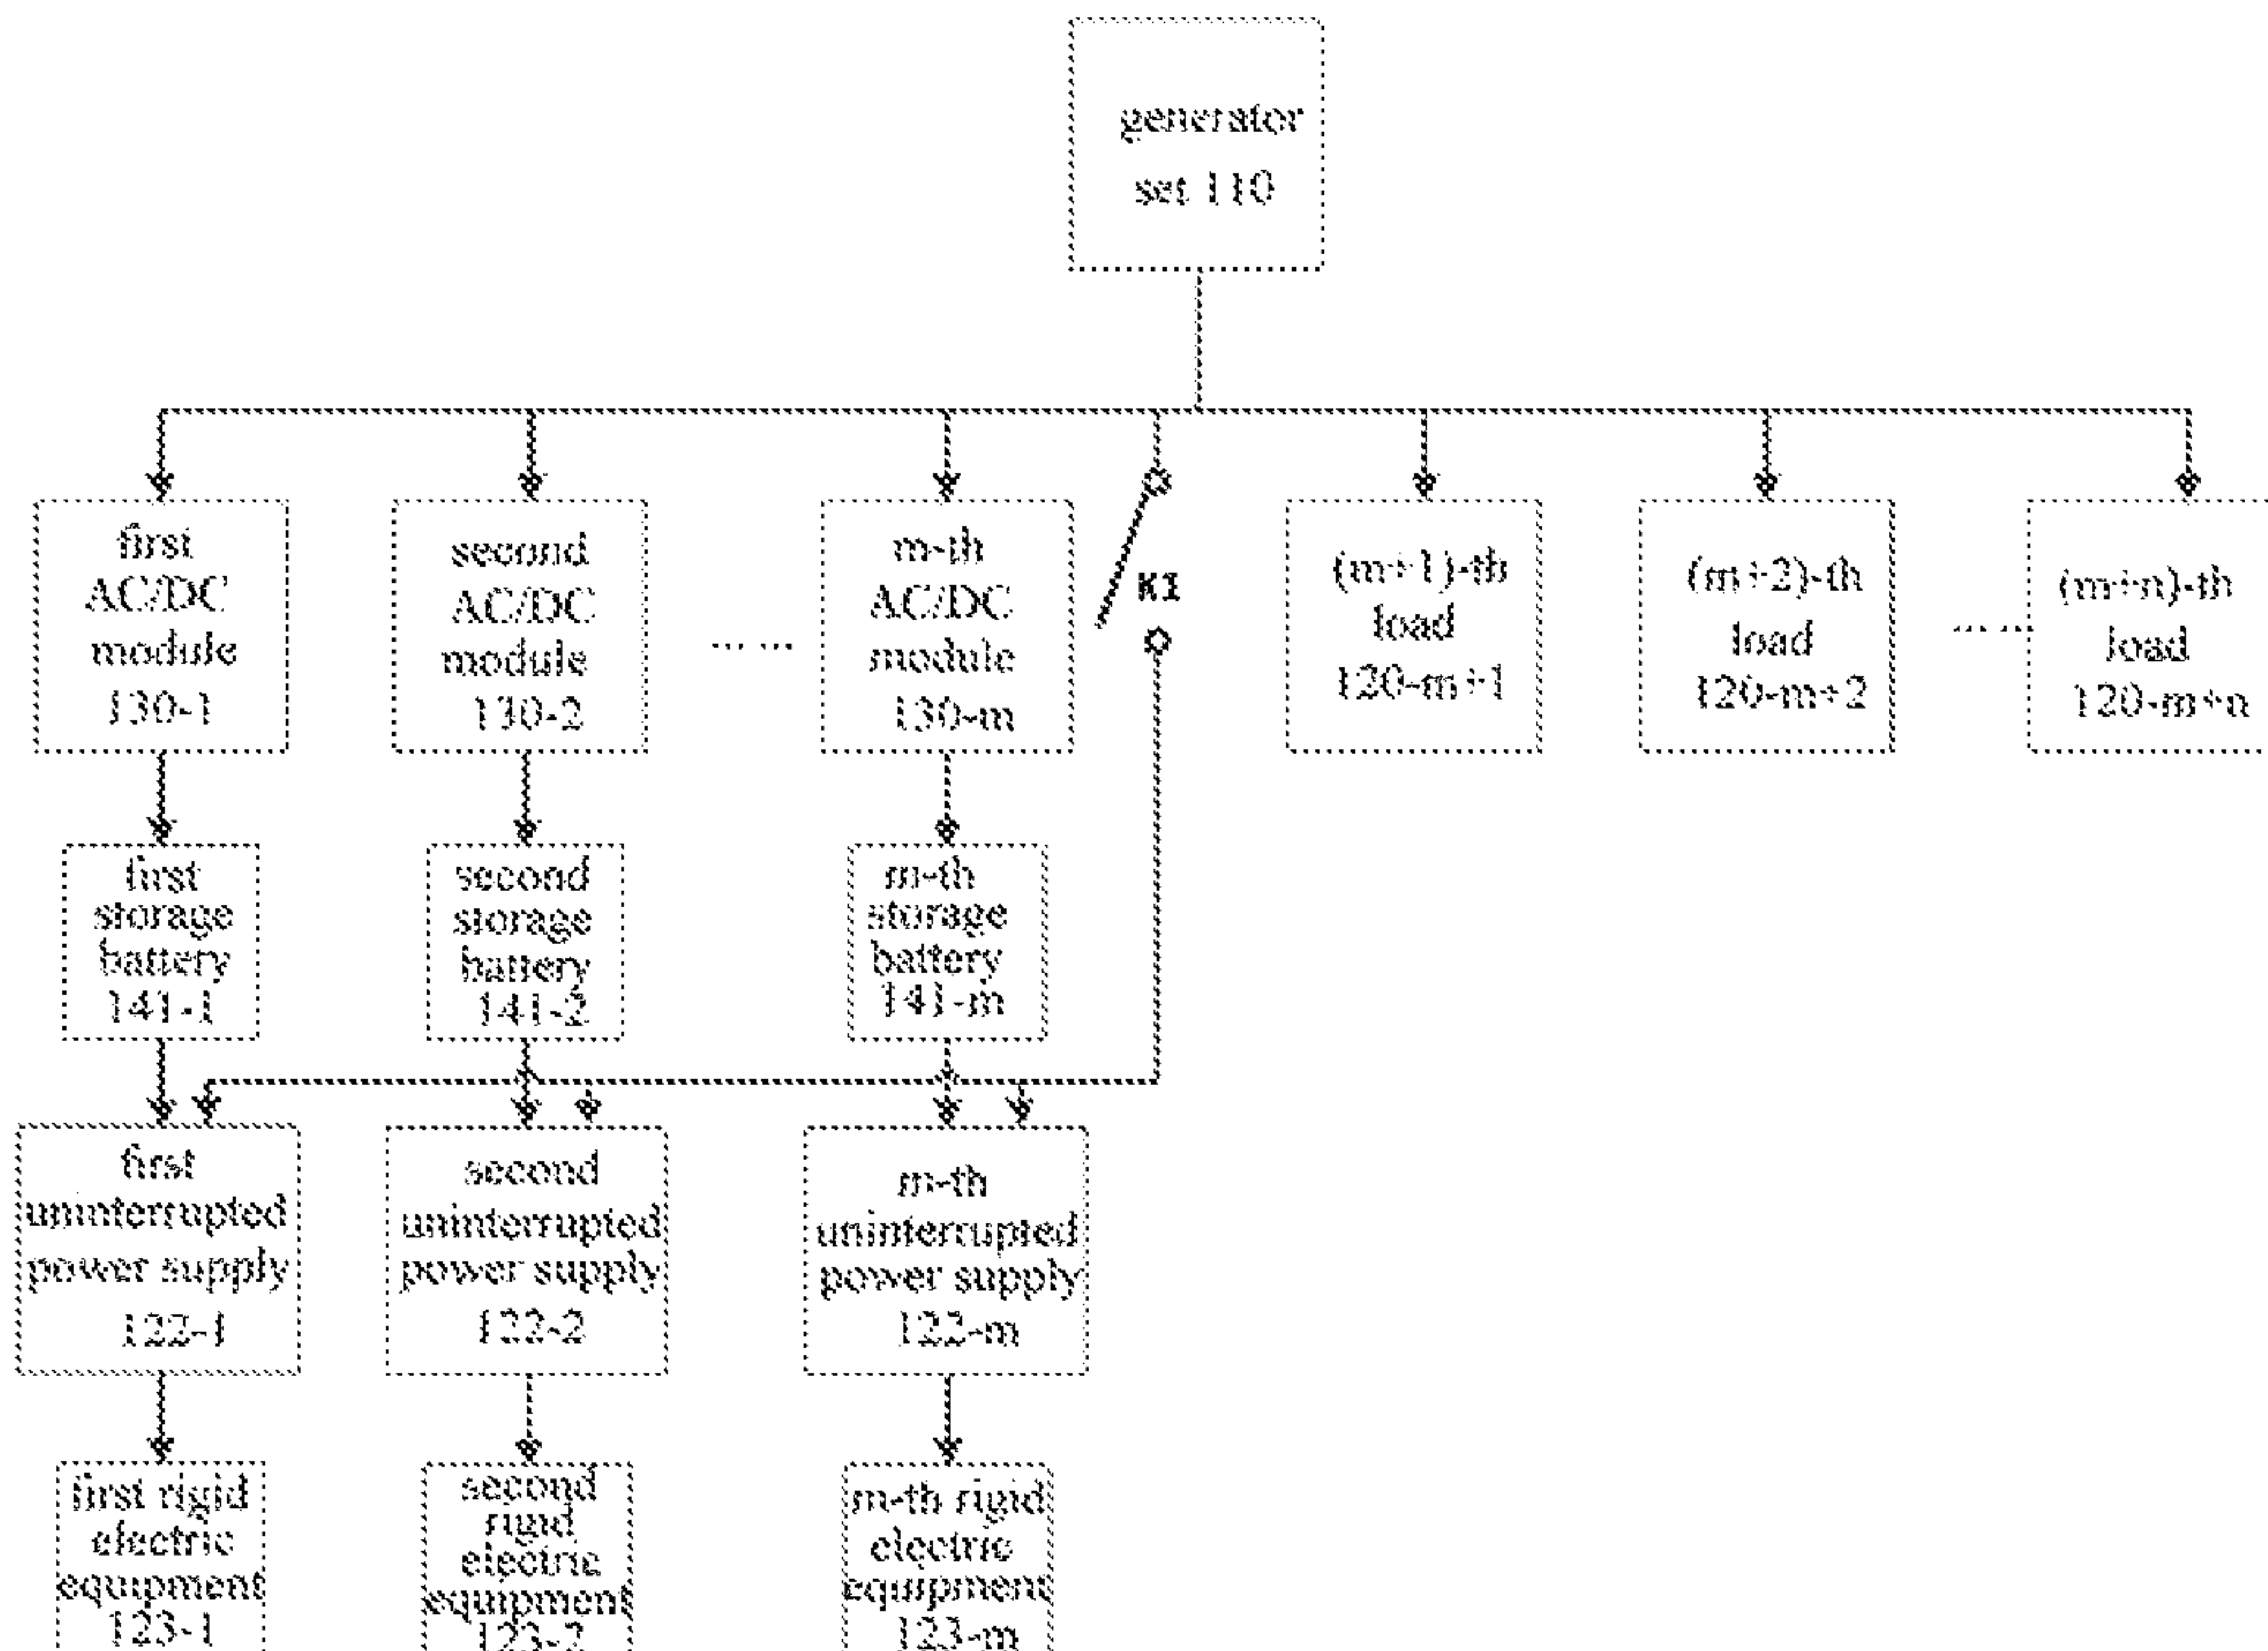 generator
set 110
first
AC/DC
module
130-1
second
AC/DC
module
130-2
... ...
m-th
AC/DC
module
130-m
K1
(m+1)-th
load
120-m+1
(m+2)-th
load
120-m+2
... ...
(m+n)-th
load
120-m+n
first
storage
battery
141-1
second
storage
battery
141-2
m-th
storage
battery
141-m
first
uninterrupted
power supply
122-1
second
uninterrupted
power supply
122-2
m-th
uninterrupted
power supply
122-m
first rigid
electric
equipment
123-1
second
rigid
electric
equipment
123-2
m-th rigid
electric
equipment
123-m